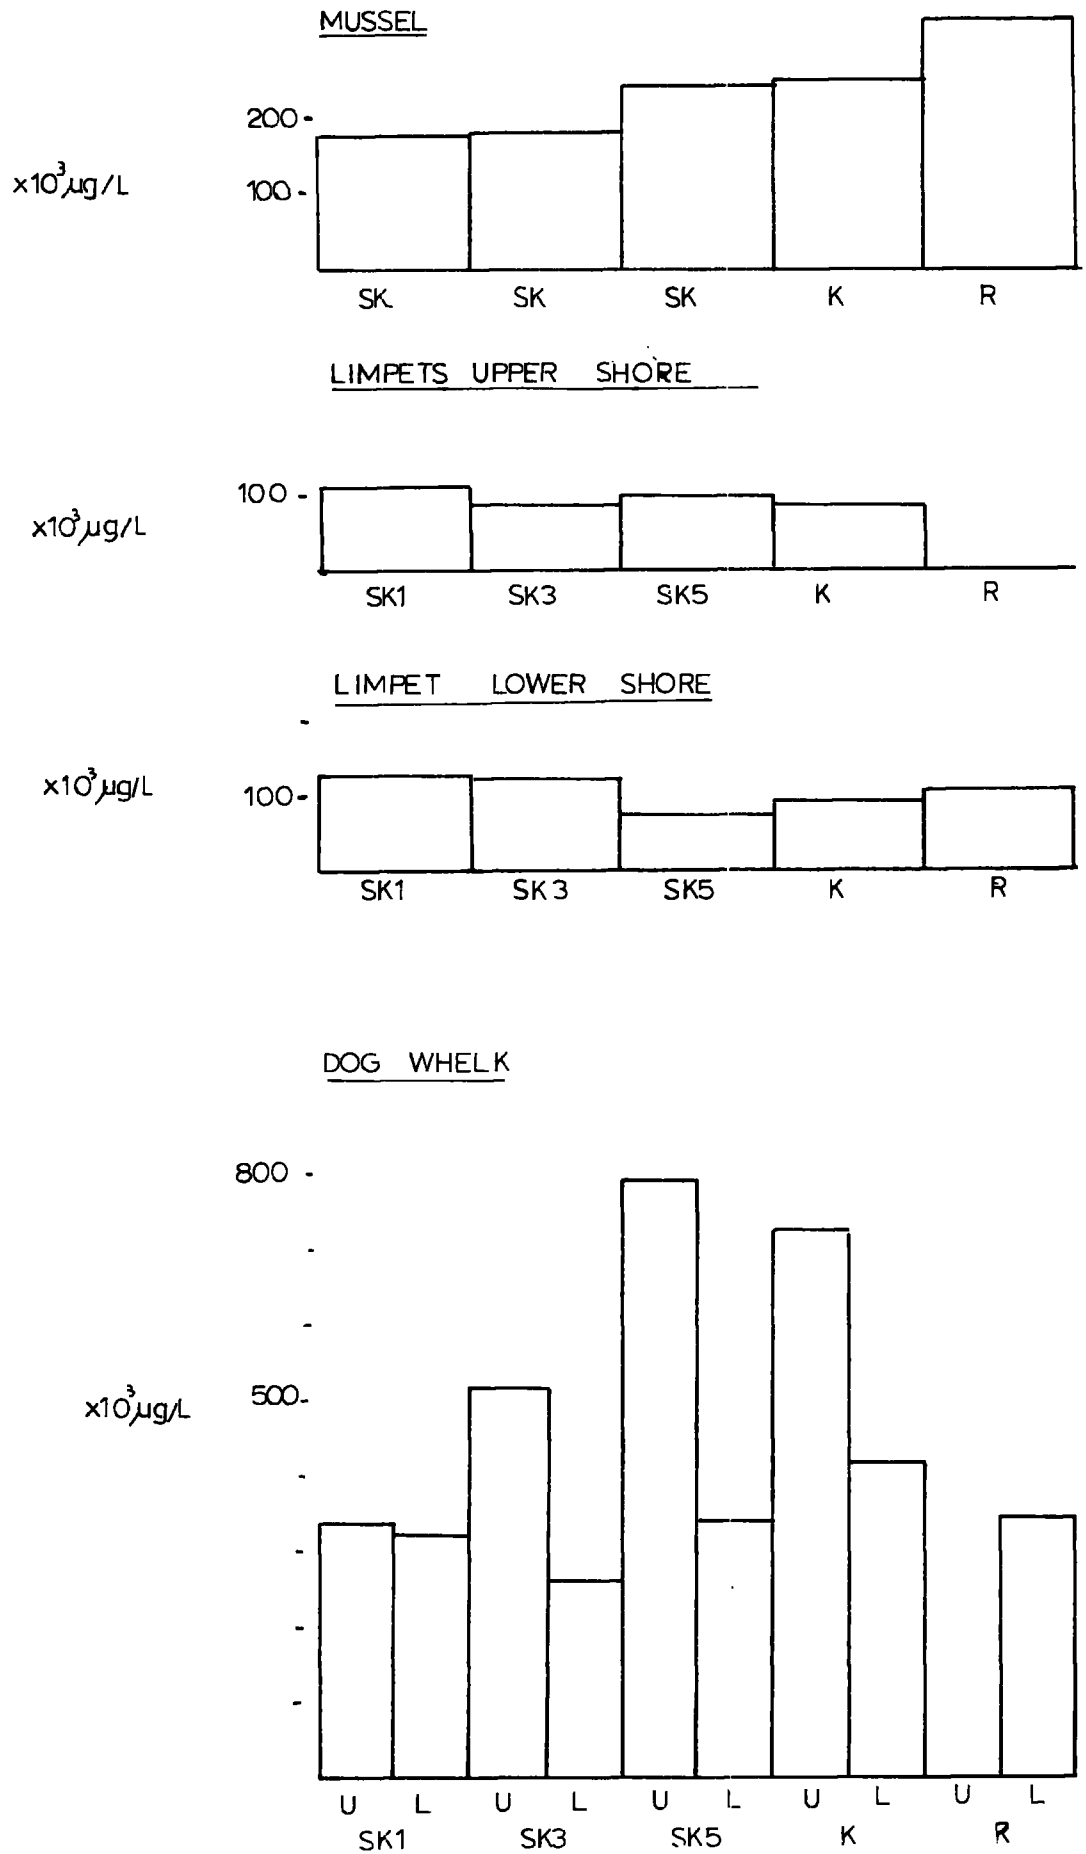 MUSSEL
200-
x10³µg/L
100-
SK SK SK K R
LIMPETS UPPER SHORE
100-
x10³µg/L
SK1 SK3 SK5 K R
LIMPET LOWER SHORE
x10³µg/L
100-
SK1 SK3 SK5 K R
DOG WHELK
800-
500-
x10³µg/L
U L U L U L U L U L
SK1 SK3 SK5 K R